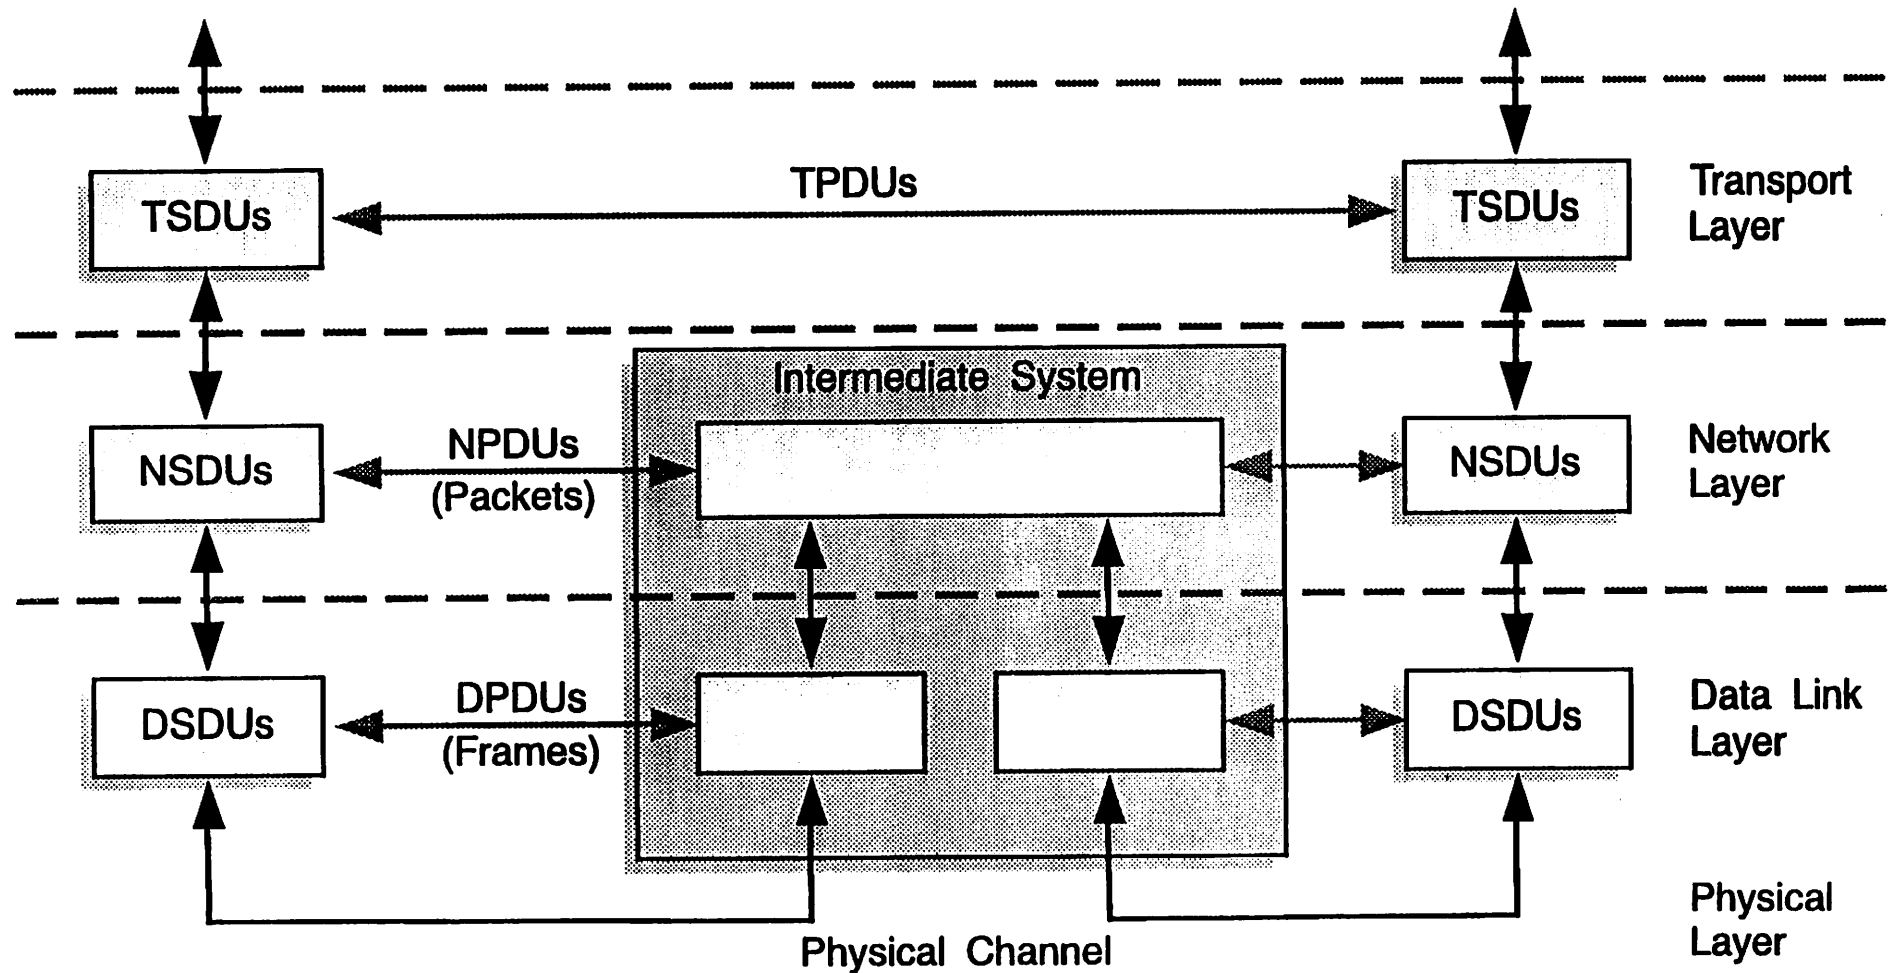 TPDUs
TSDUs
TSDUs
Transport
Layer
Intermediate System
NSDUs
NPDUs
(Packets)
NSDUs
Network
Layer
DSDUs
DPDUs
(Frames)
DSDUs
Data Link
Layer
Physical Channel
Physical
Layer